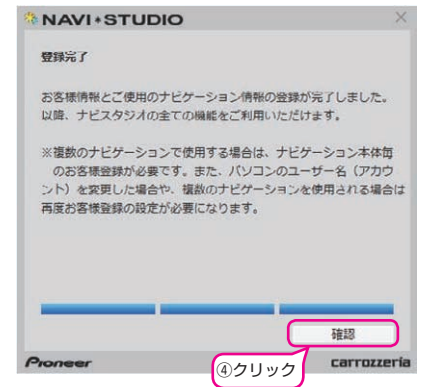 NAVI*STUDIO
登録完了
お客様情報とご使用のナビゲーション情報の登録が完了しました。
以降、ナビスタジオの全ての機能をご利用いただけます。
※複数のナビゲーションで使用する場合は、ナビゲーション本体毎
のお客様登録が必要です。また、パソコンのユーザー名（アカウ
ント）を変更した場合や、複数のナビゲーションを使用される場合は
再度お客様登録の設定が必要になります。
確認
④クリック
Pioneer
carrozzeria